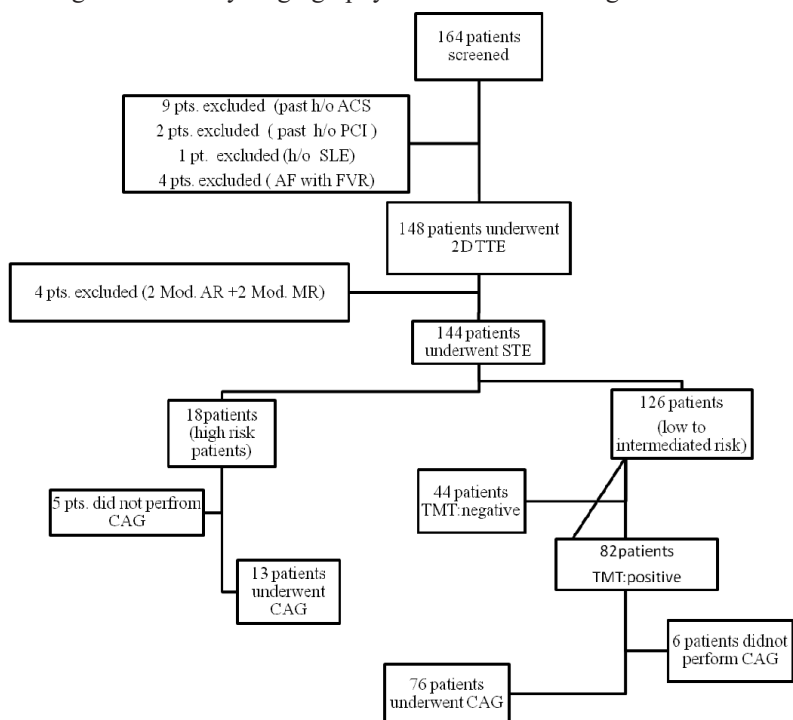 164 patients
screened
9 pts. excluded (past h/o ACS
2 pts. excluded ( past h/o PCI )
1 pt. excluded (h/o SLE)
4 pts. excluded ( AF with FVR)
148 patients underwent
2D TTE
4 pts. excluded (2 Mod. AR +2 Mod. MR)
144 patients
underwent STE
18patients
(high risk
patients)
126 patients
(low to
intermediated risk)
5 pts. did not perfrom
CAG
44 patients
TMT:negative
13 patients
underwent
CAG
82patients
TMT:positive
6 patients didnot
perform CAG
76 patients
underwent CAG